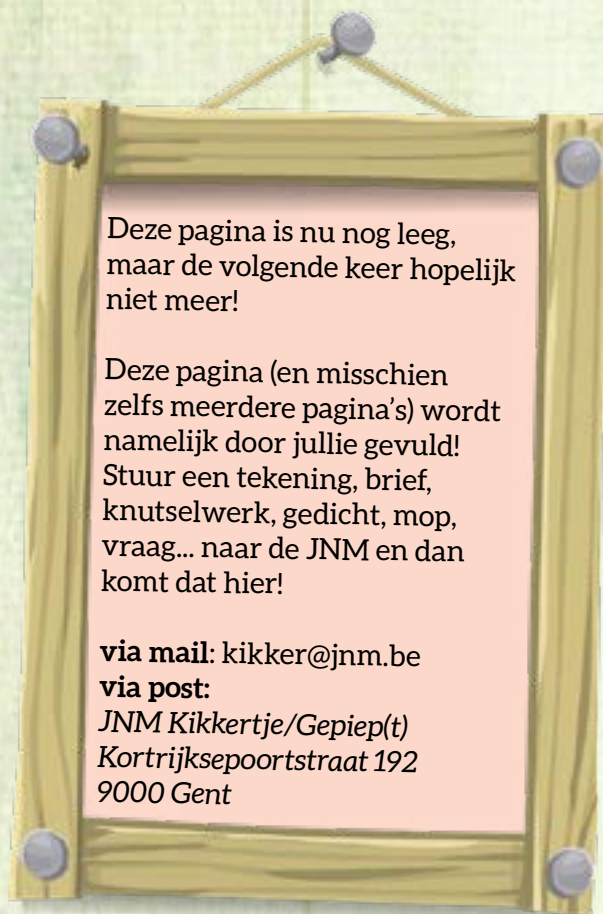 Deze pagina is nu nog leeg,
maar de volgende keer hopelijk
niet meer!
Deze pagina (en misschien
zelfs meerdere pagina's) wordt
namelijk door jullie gevuld!
Stuur een tekening, brief,
knutselwerk, gedicht, mop,
vraag... naar de JNM en dan
komt dat hier!
via mail: kikker@jnm.be
via post:
JNM Kikkertje/Gepiep(t)
Kortrijksepoortstraat 192
9000 Gent